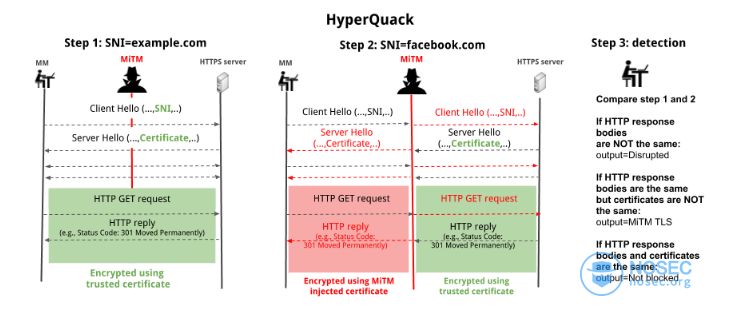 HyperQuack
Step 1: SNI=example.com
MM
MiTM
HTTPS server
Client Hello (...,SNI,..)
Server Hello (...,Certificate,..)
HTTP GET request
HTTP reply
(e.g., Status Code: 301 Moved Permanently)
Encrypted using
trusted certificate
Step 2: SNI=facebook.com
MM
MiTM
HTTPS server
Client Hello (...,SNI,..)
Client Hello (...,SNI,..)
Server Hello
(...,Certificate,..
Server Hello
(...,Certificate,..
HTTP GET request
HTTP GET request
HTTP reply
(e.g., Status Code:
301 Moved Permanently)
HTTP reply
(e.g., Status Code:
301 Moved Permanently)
Encrypted using MiTM
injected certificate
Encrypted using
trusted certificate
Step 3: detection
Compare step 1 and 2
If HTTP response
bodies
are NOT the same:
output=Disrupted
If HTTP response
bodies are the same
but certificates are NOT
the same:
output=MiTM TLS
If HTTP response
bodies and certificates
are the same:
output=Not blocked
NOSEC
nosec.org